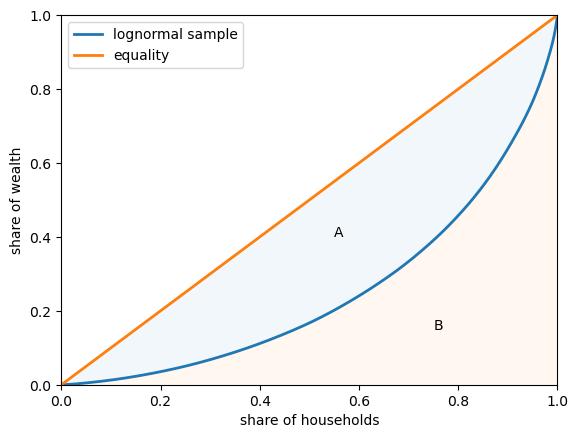 lognormal sample
equality
1.0
0.8
0.6
0.4
0.2
0.0
share of wealth
A
B
0.0 0.2 0.4 0.6 0.8 1.0
share of households